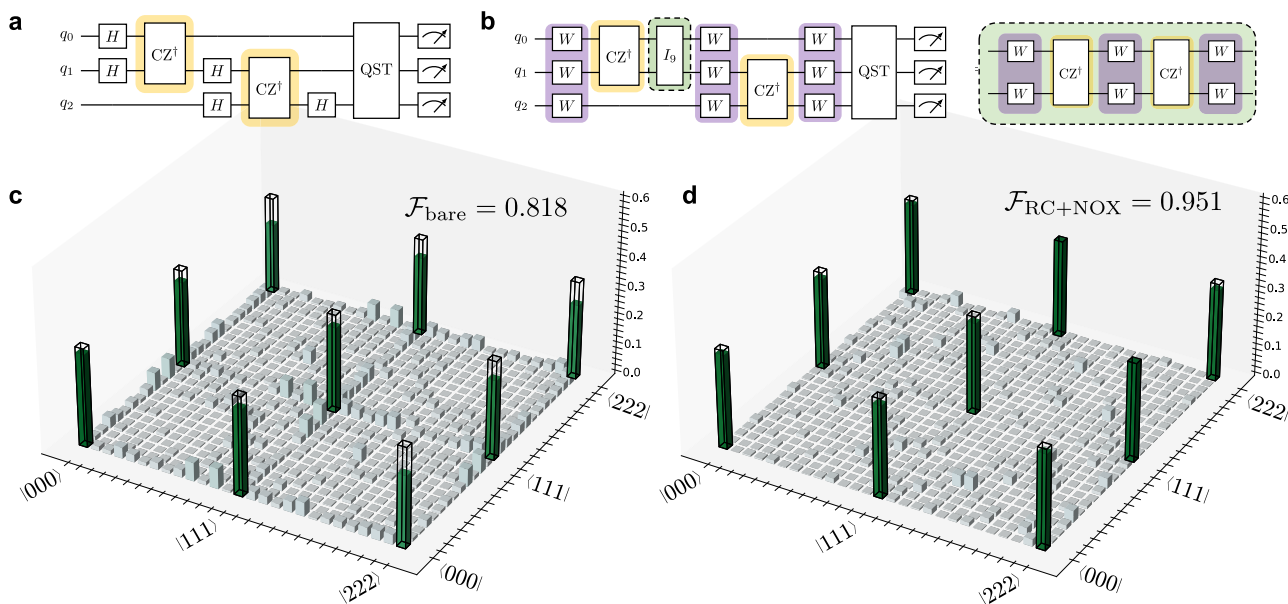 a
q₀ H CZ† QST
q₁ H H CZ†
q₂ H H
b
q₀ W CZ† I₉ W W QST
q₁ W W CZ† W
q₂ W W W
W CZ† W CZ† W
W W W
c
F_bare = 0.818
0.6
0.5
0.4
0.3
0.2
0.1
0.0
|000⟩
|111⟩
|222⟩
⟨000|
⟨111|
⟨222|
d
F_RC+NOX = 0.951
0.6
0.5
0.4
0.3
0.2
0.1
0.0
|000⟩
|111⟩
|222⟩
⟨000|
⟨111|
⟨222|